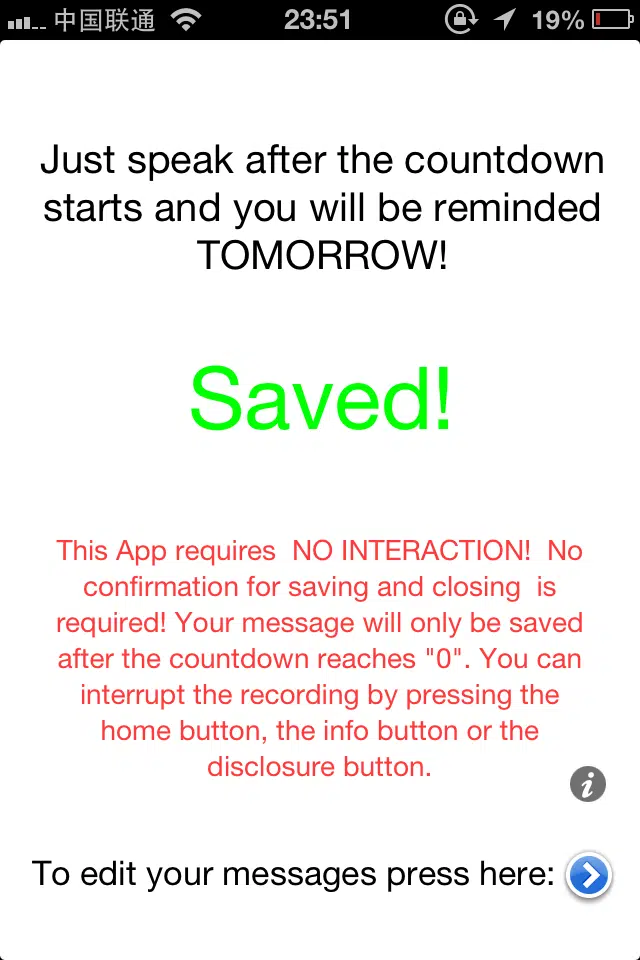 中国联通 23:51 19%
Just speak after the countdown
starts and you will be reminded
TOMORROW!
Saved!
This App requires  NO INTERACTION!  No
confirmation for saving and closing  is
required! Your message will only be saved
after the countdown reaches "0". You can
interrupt the recording by pressing the
home button, the info button or the
disclosure button.
i
To edit your messages press here: